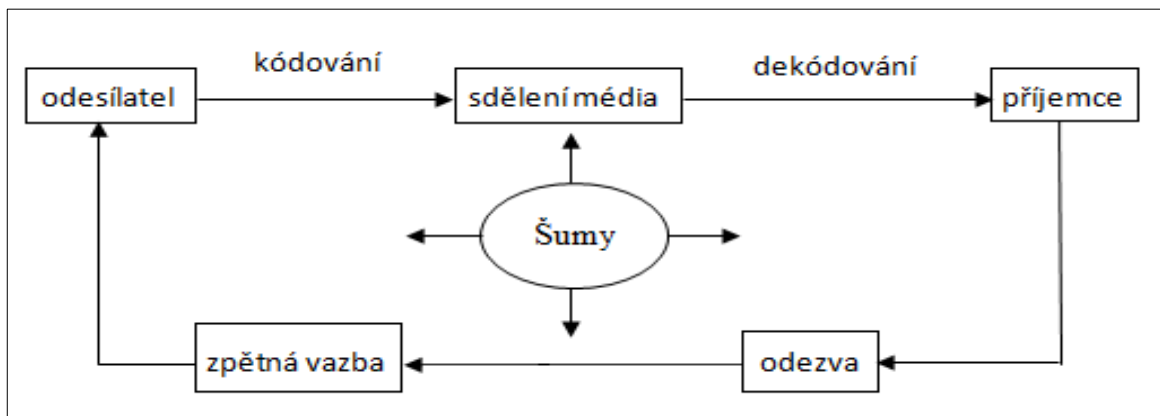 kódování
dekódování
odesílatel
sdělení média
příjemce
Šumy
zpětná vazba
odezva